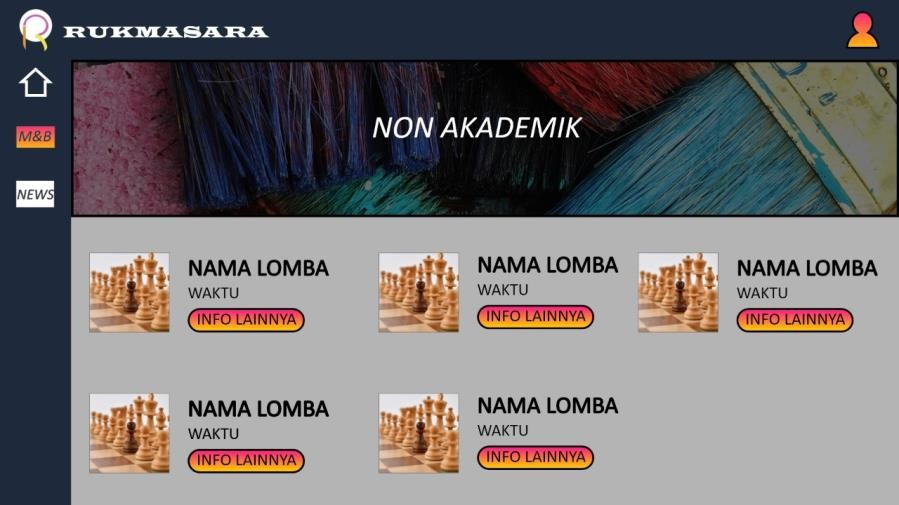 RUKMASARA
M&B
NEWS
NON AKADEMIK
NAMA LOMBA
WAKTU
INFO LAINNYA
NAMA LOMBA
WAKTU
INFO LAINNYA
NAMA LOMBA
WAKTU
INFO LAINNYA
NAMA LOMBA
WAKTU
INFO LAINNYA
NAMA LOMBA
WAKTU
INFO LAINNYA